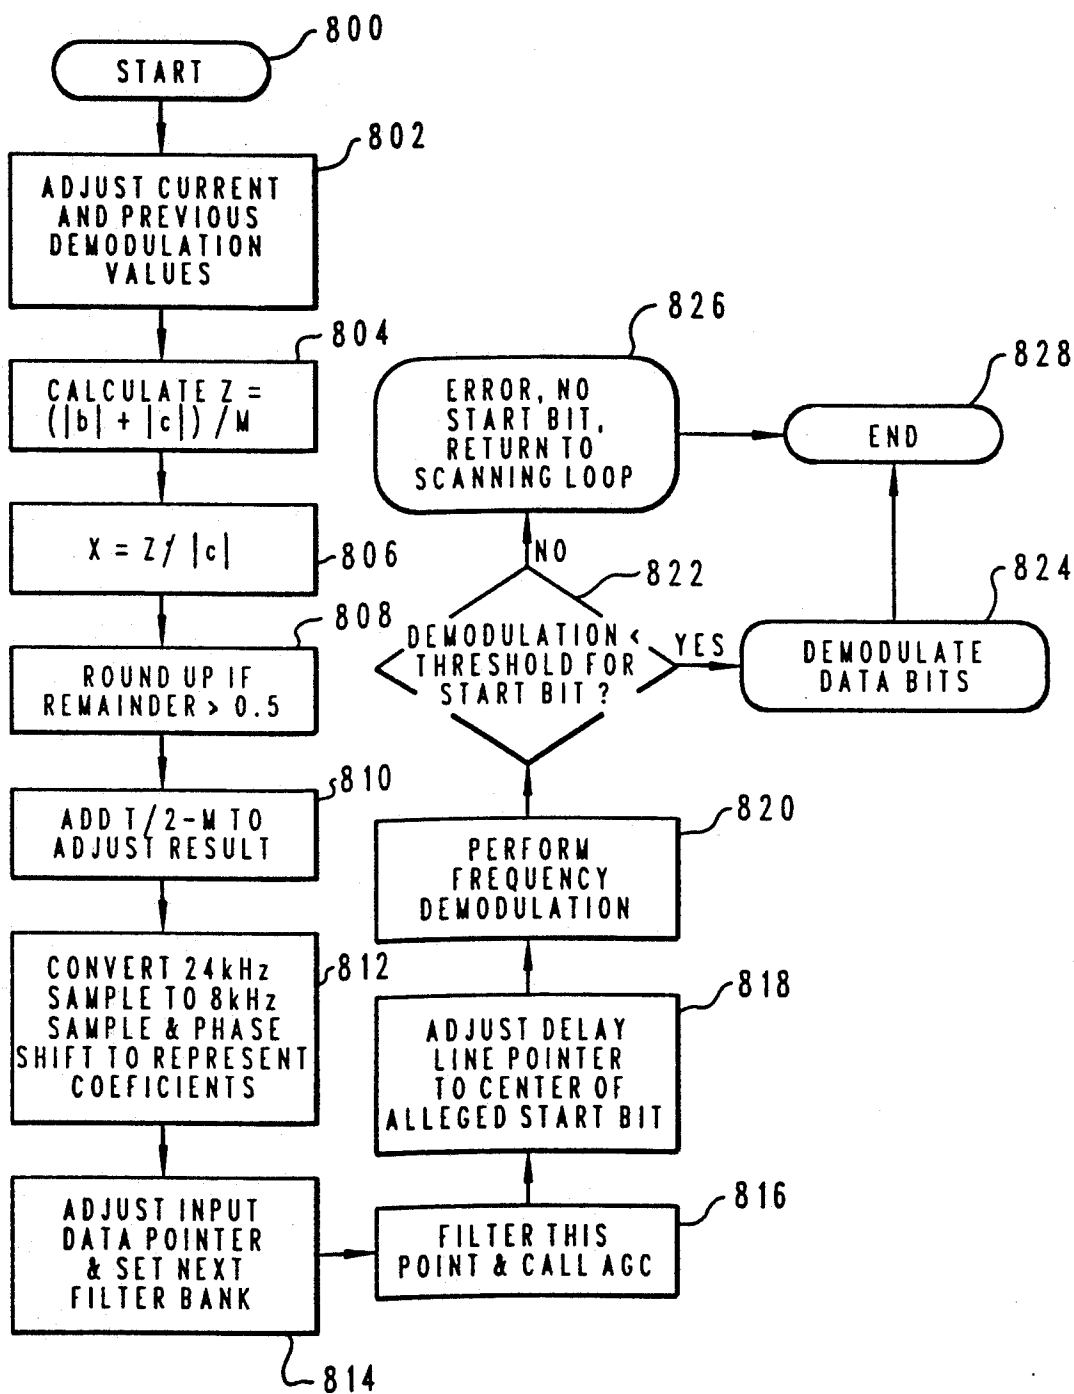 800
START
802
ADJUST CURRENT
AND PREVIOUS
DEMODULATION
VALUES
804
CALCULATE Z =
(|b| + |c|) / M
X = Z / |c|
806
808
ROUND UP IF
REMAINDER > 0.5
810
ADD T/2-M TO
ADJUST RESULT
812
CONVERT 24kHz
SAMPLE TO 8kHz
SAMPLE & PHASE
SHIFT TO REPRESENT
COEFICIENTS
ADJUST INPUT
DATA POINTER
& SET NEXT
FILTER BANK
814
816
FILTER THIS
POINT & CALL AGC
818
ADJUST DELAY
LINE POINTER
TO CENTER OF
ALLEGED START BIT
820
PERFORM
FREQUENCY
DEMODULATION
822
DEMODULATION <
THRESHOLD FOR
START BIT ?
NO
YES
826
ERROR, NO
START BIT,
RETURN TO
SCANNING LOOP
824
DEMODULATE
DATA BITS
828
END